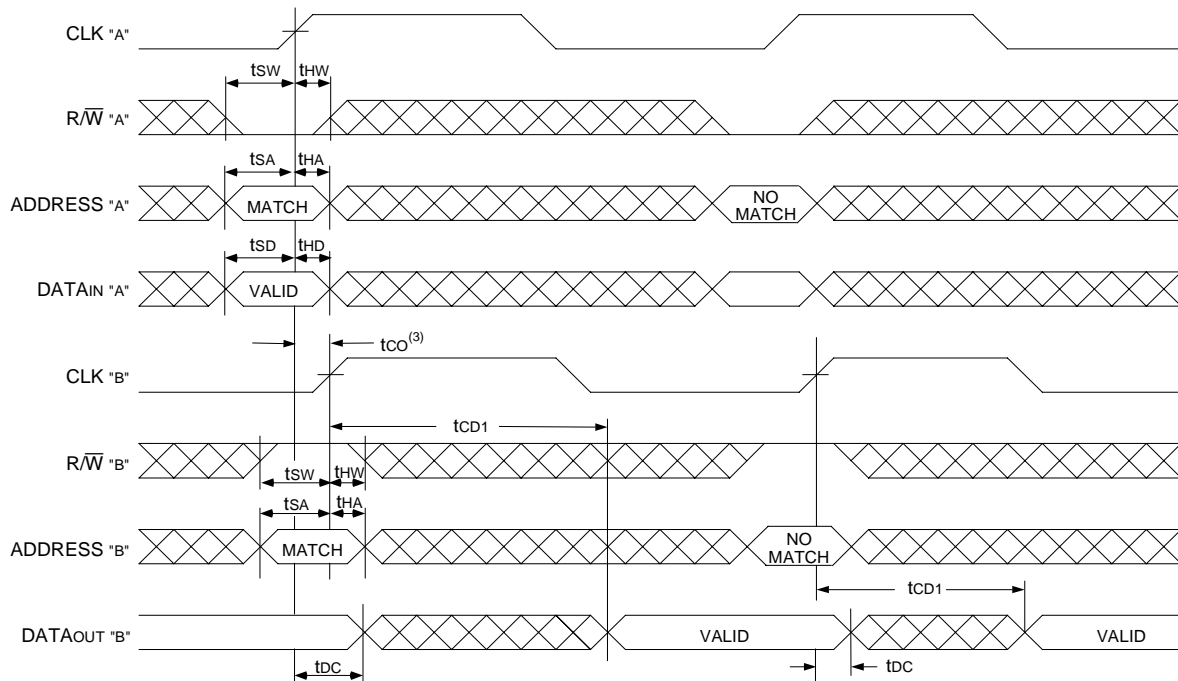 CLK "A"
tSW tHW
R/W "A"
tSA tHA
ADDRESS "A" MATCH NO MATCH
tSD tHD
DATAIN "A" VALID
tCO(3)
CLK "B"
tCD1
R/W "B"
tSW tHW
tSA tHA
ADDRESS "B" MATCH NO MATCH
tCD1
DATAOUT "B" VALID VALID
tDC tDC